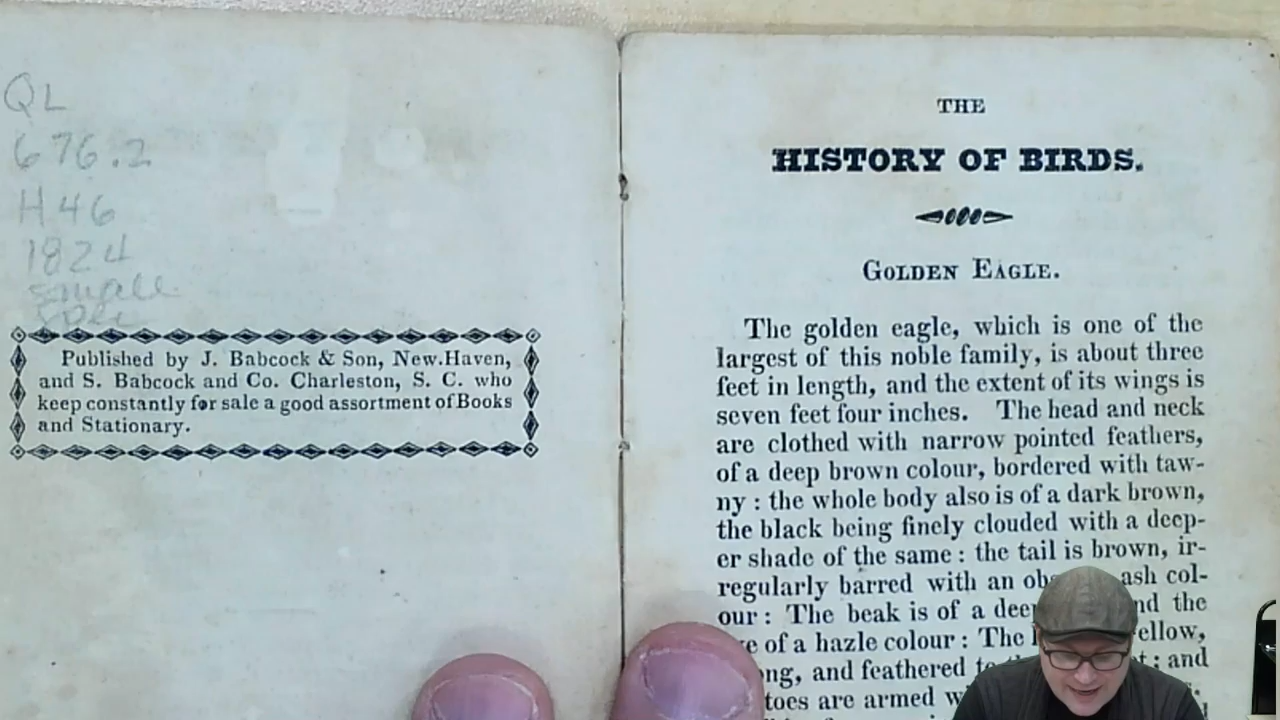 QL
676.2
H46
1824
small
Published by J. Babcock & Son, New.Haven,
and S. Babcock and Co. Charleston, S. C. who
keep constantly for sale a good assortment of Books
and Stationary.
THE
HISTORY OF BIRDS.
GOLDEN EAGLE.
The golden eagle, which is one of the
largest of this noble family, is about three
feet in length, and the extent of its wings is
seven feet four inches. The head and neck
are clothed with narrow pointed feathers,
of a deep brown colour, bordered with taw-
ny : the whole body also is of a dark brown,
the black being finely clouded with a deep-
er shade of the same : the tail is brown, ir-
regularly barred with an ash col-
our : The beak is of a and the
of a hazle colour : The
and feathered and
toes are armed